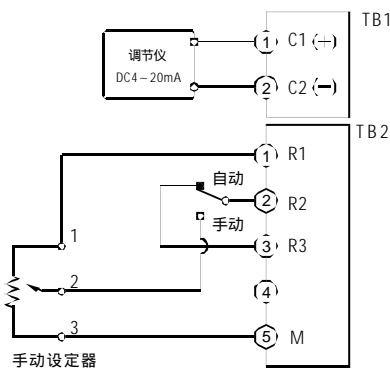 TB1
调节仪
DC4~20mA
1 C1 (+)
2 C2 (-)
TB2
1 R1
自动
2 R2
手动
3 R3
1
2
4
3
5 M
手动设定器